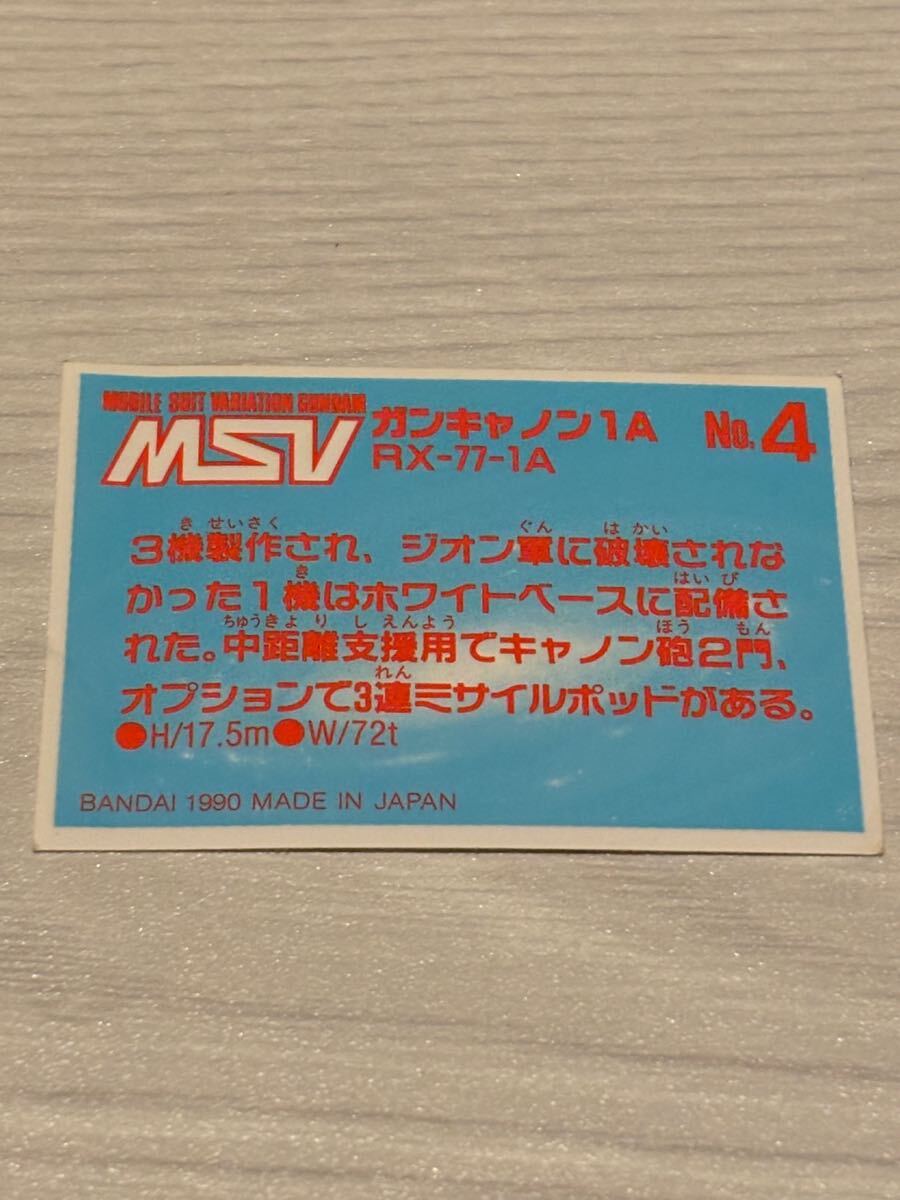 MOBILE SUIT VARIATION GUNDAM
MSV
ガンキャノン1A
RX-77-1A
No.4
き せいさく ぐん はかい
3機製作され、ジオン軍に破壊されな
き はいび
かった1機はホワイトベースに配備さ
ちゅうきょり しえんよう ほう もん
れた。中距離支援用でキャノン砲2門、
れん
オプションで3連ミサイルポッドがある。
●H/17.5m●W/72t
BANDAI 1990 MADE IN JAPAN